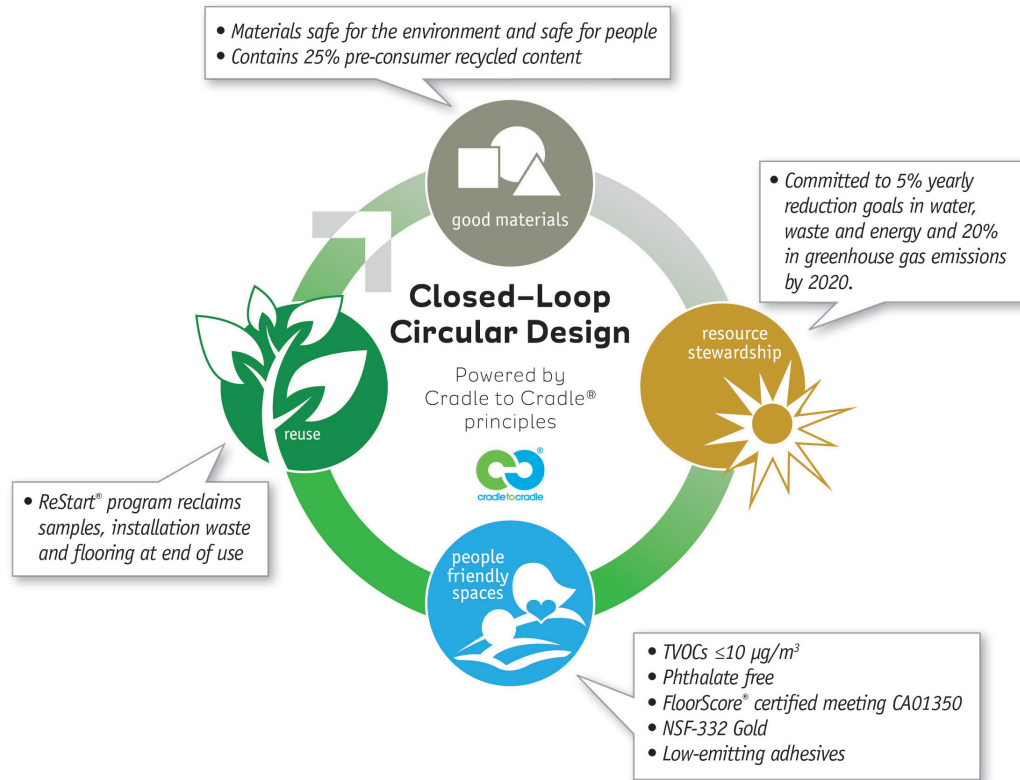 • Materials safe for the environment and safe for people
• Contains 25% pre-consumer recycled content
good materials
• Committed to 5% yearly
reduction goals in water,
waste and energy and 20%
in greenhouse gas emissions
by 2020.
resource
stewardship
Closed–Loop
Circular Design
Powered by
Cradle to Cradle®
principles
®
cradletocradle
reuse
• ReStart® program reclaims
samples, installation waste
and flooring at end of use
people
friendly
spaces
• TVOCs ≤10 µg/m³
• Phthalate free
• FloorScore® certified meeting CA01350
• NSF-332 Gold
• Low-emitting adhesives